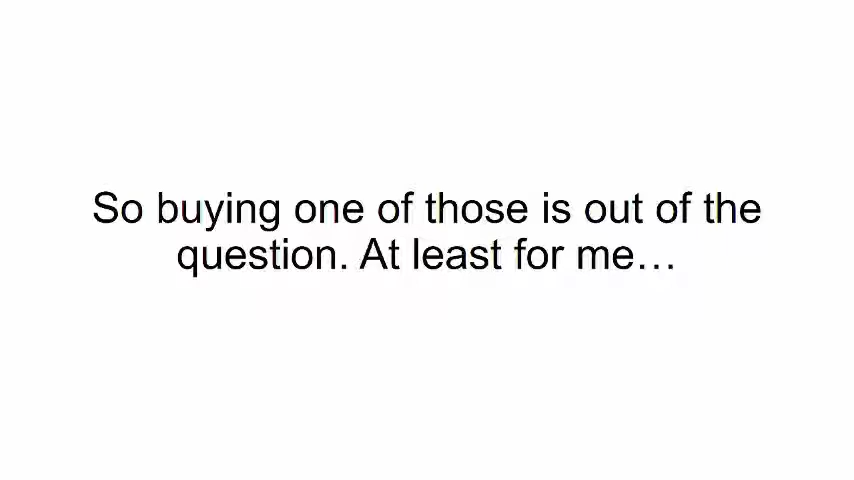 So buying one of those is out of the
question. At least for me…